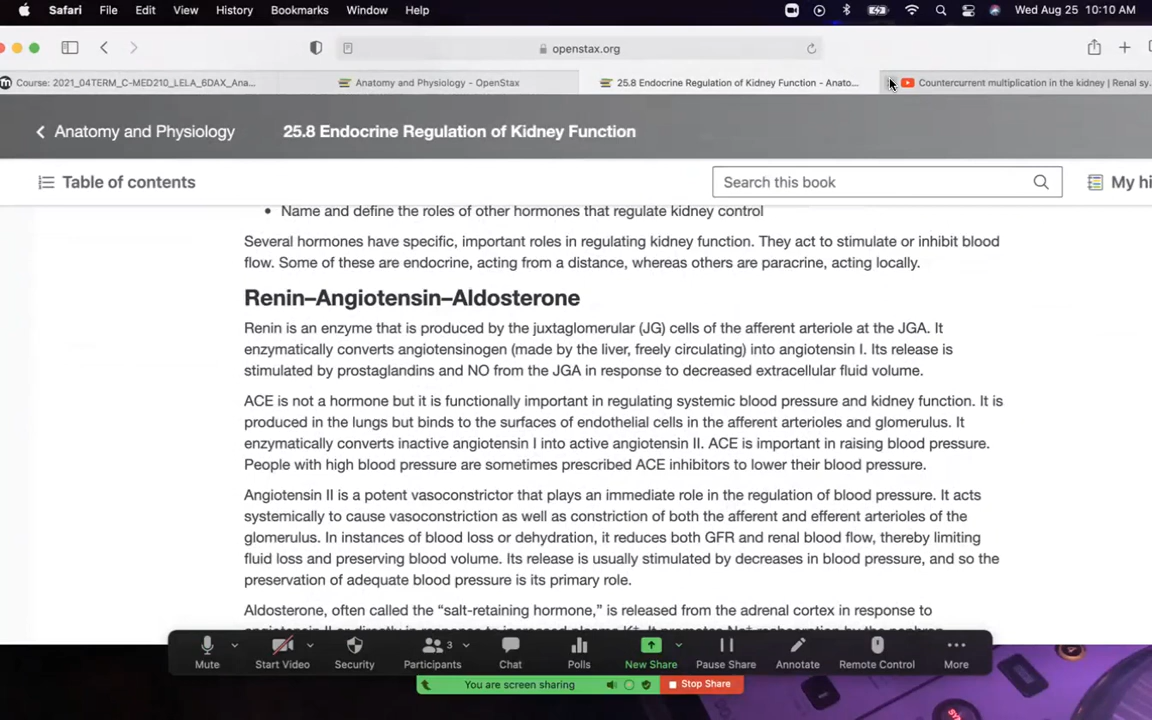 Safari File Edit View History Bookmarks Window Help Wed Aug 25 10:10 AM
openstax.org
Course: 2021_04TERM_C-MED210_LELA_6DAX_Ana... Anatomy and Physiology - OpenStax 25.8 Endocrine Regulation of Kidney Function - Anato... Countercurrent multiplication in the kidney | Renal sy...
Anatomy and Physiology 25.8 Endocrine Regulation of Kidney Function
Table of contents Search this book My hi
• Name and define the roles of other hormones that regulate kidney control
Several hormones have specific, important roles in regulating kidney function. They act to stimulate or inhibit blood
flow. Some of these are endocrine, acting from a distance, whereas others are paracrine, acting locally.
Renin–Angiotensin–Aldosterone
Renin is an enzyme that is produced by the juxtaglomerular (JG) cells of the afferent arteriole at the JGA. It
enzymatically converts angiotensinogen (made by the liver, freely circulating) into angiotensin I. Its release is
stimulated by prostaglandins and NO from the JGA in response to decreased extracellular fluid volume.
ACE is not a hormone but it is functionally important in regulating systemic blood pressure and kidney function. It is
produced in the lungs but binds to the surfaces of endothelial cells in the afferent arterioles and glomerulus. It
enzymatically converts inactive angiotensin I into active angiotensin II. ACE is important in raising blood pressure.
People with high blood pressure are sometimes prescribed ACE inhibitors to lower their blood pressure.
Angiotensin II is a potent vasoconstrictor that plays an immediate role in the regulation of blood pressure. It acts
systemically to cause vasoconstriction as well as constriction of both the afferent and efferent arterioles of the
glomerulus. In instances of blood loss or dehydration, it reduces both GFR and renal blood flow, thereby limiting
fluid loss and preserving blood volume. Its release is usually stimulated by decreases in blood pressure, and so the
preservation of adequate blood pressure is its primary role.
Aldosterone, often called the “salt-retaining hormone,” is released from the adrenal cortex in response to
angiotensin II or directly in response to increased plasma K+. It promotes Na+ reabsorption by the nephron,
3
Mute Start Video Security Participants Chat Polls New Share Pause Share Annotate Remote Control More
You are screen sharing Stop Share